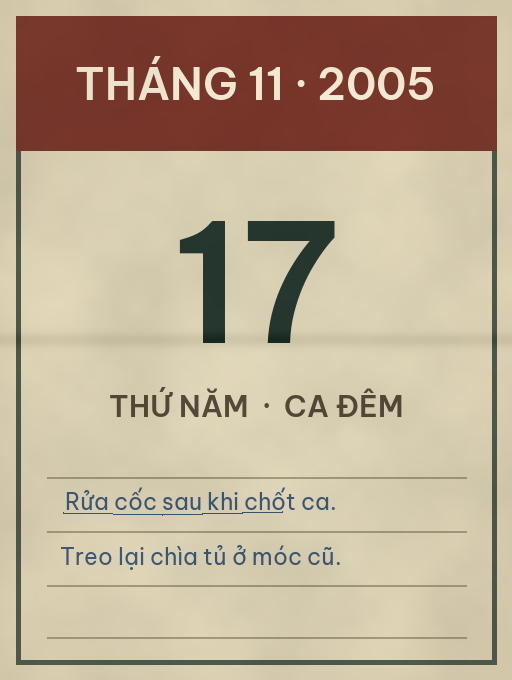 THÁNG 11 · 2005
17
THỨ NĂM · CA ĐÊM
Rửa cốc sau khi chốt ca.
Treo lại chìa tủ ở móc cũ.